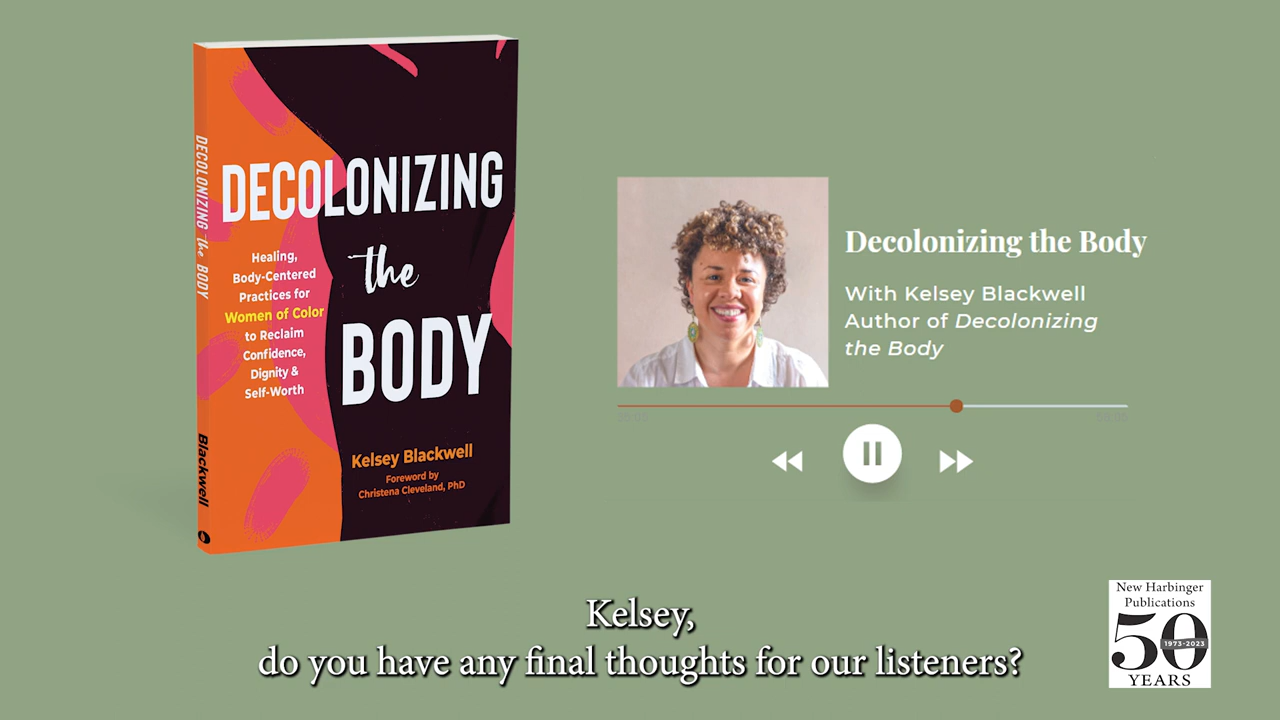 DECOLONIZING the BODY
Blackwell
DECOLONIZING
the
BODY
Healing,
Body-Centered
Practices for
Women of Color
to Reclaim
Confidence,
Dignity &
Self-Worth
Kelsey Blackwell
Foreword by
Christena Cleveland, PhD
Decolonizing the Body
With Kelsey Blackwell
Author of Decolonizing
the Body
Kelsey,
do you have any final thoughts for our listeners?
New Harbinger
Publications
50
1973-2023
YEARS